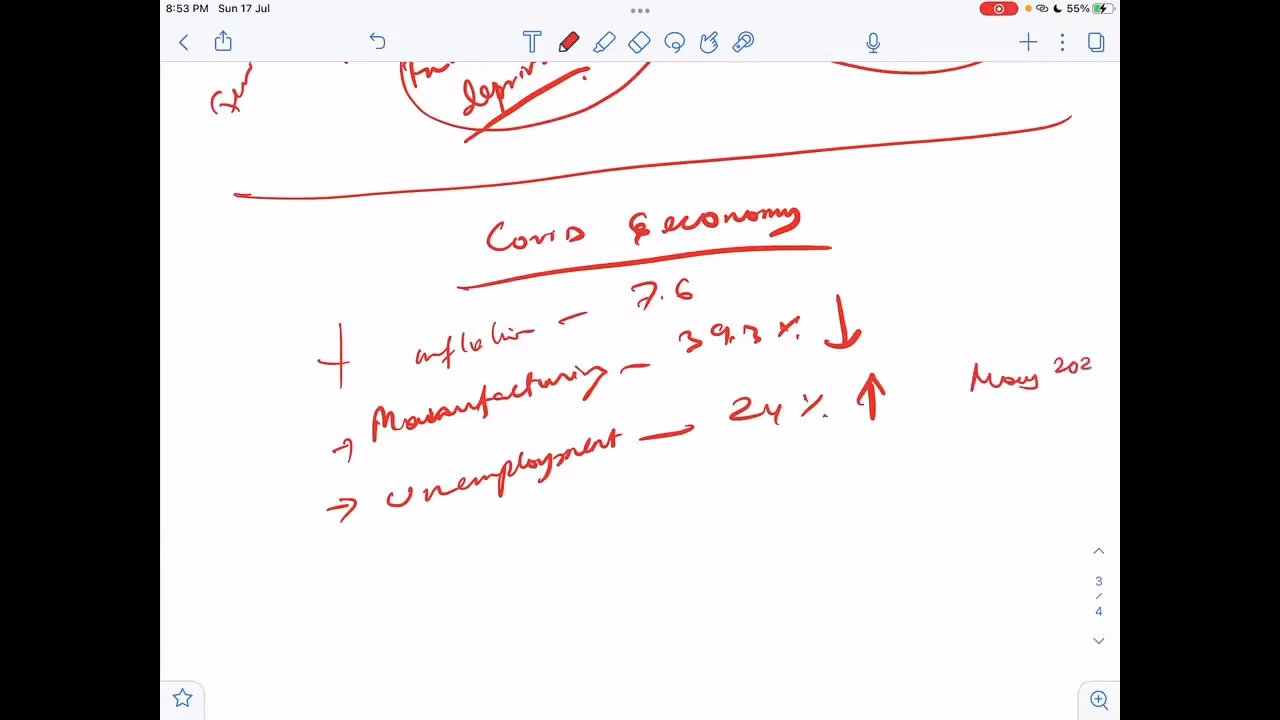 8:53 PM Sun 17 Jul
55%
T
depriv
Covid & economy
inflation - 7.6
→ Manufacturing - 39.3 %. ↓
→ Unemployment - 24 %. ↑
May 202
3
/
4